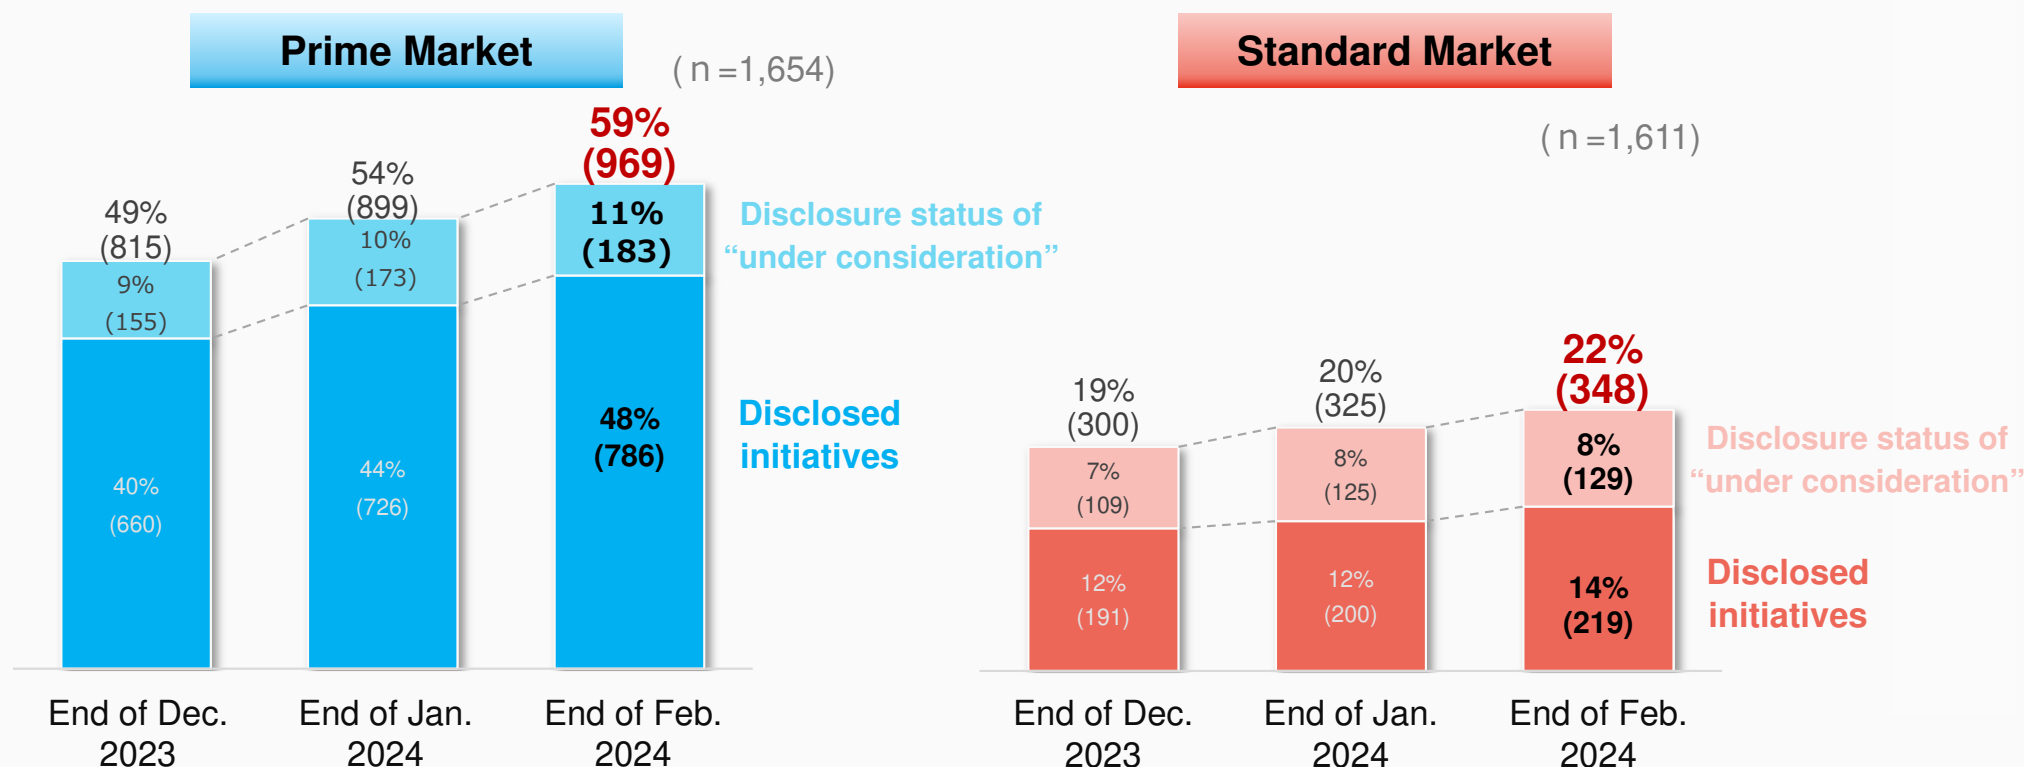 Prime Market
( n =1,654)
59%
(969)
54%
(899)
49%
(815)
11%
(183)
10%
(173)
9%
(155)
Disclosure status of
“under consideration”
48%
(786)
44%
(726)
40%
(660)
Disclosed
initiatives
End of Dec.
2023
End of Jan.
2024
End of Feb.
2024
Standard Market
( n =1,611)
22%
(348)
20%
(325)
19%
(300)
8%
(129)
8%
(125)
7%
(109)
Disclosure status of
“under consideration”
14%
(219)
12%
(200)
12%
(191)
Disclosed
initiatives
End of Dec.
2023
End of Jan.
2024
End of Feb.
2024